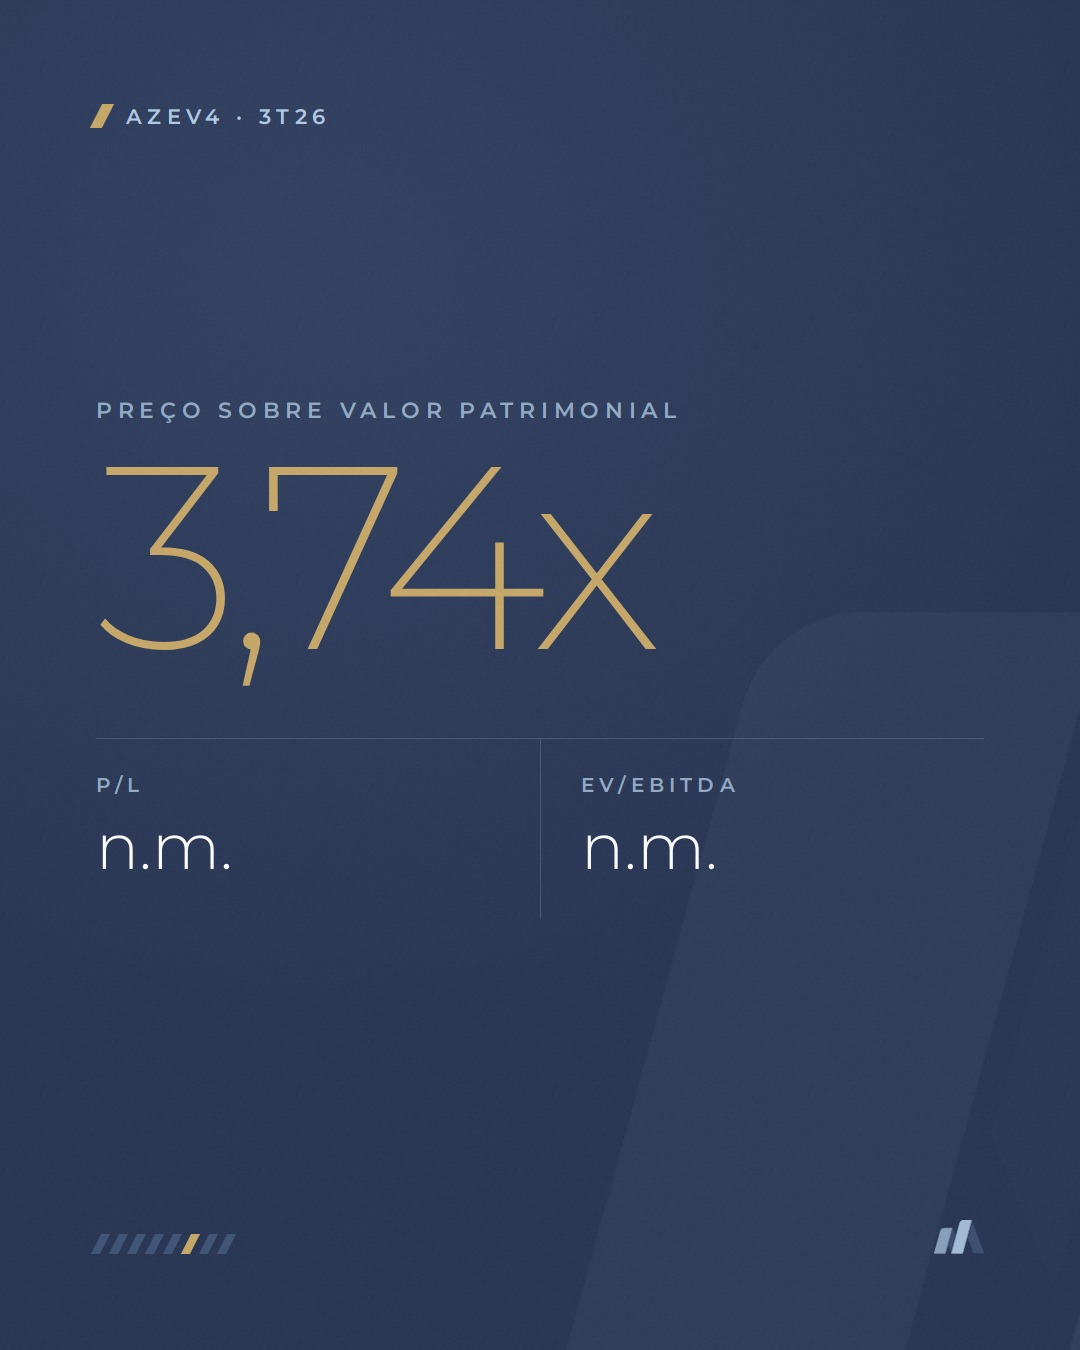 AZEV4 · 3T26
PREÇO SOBRE VALOR PATRIMONIAL
3,74x
P/L
n.m.
EV/EBITDA
n.m.